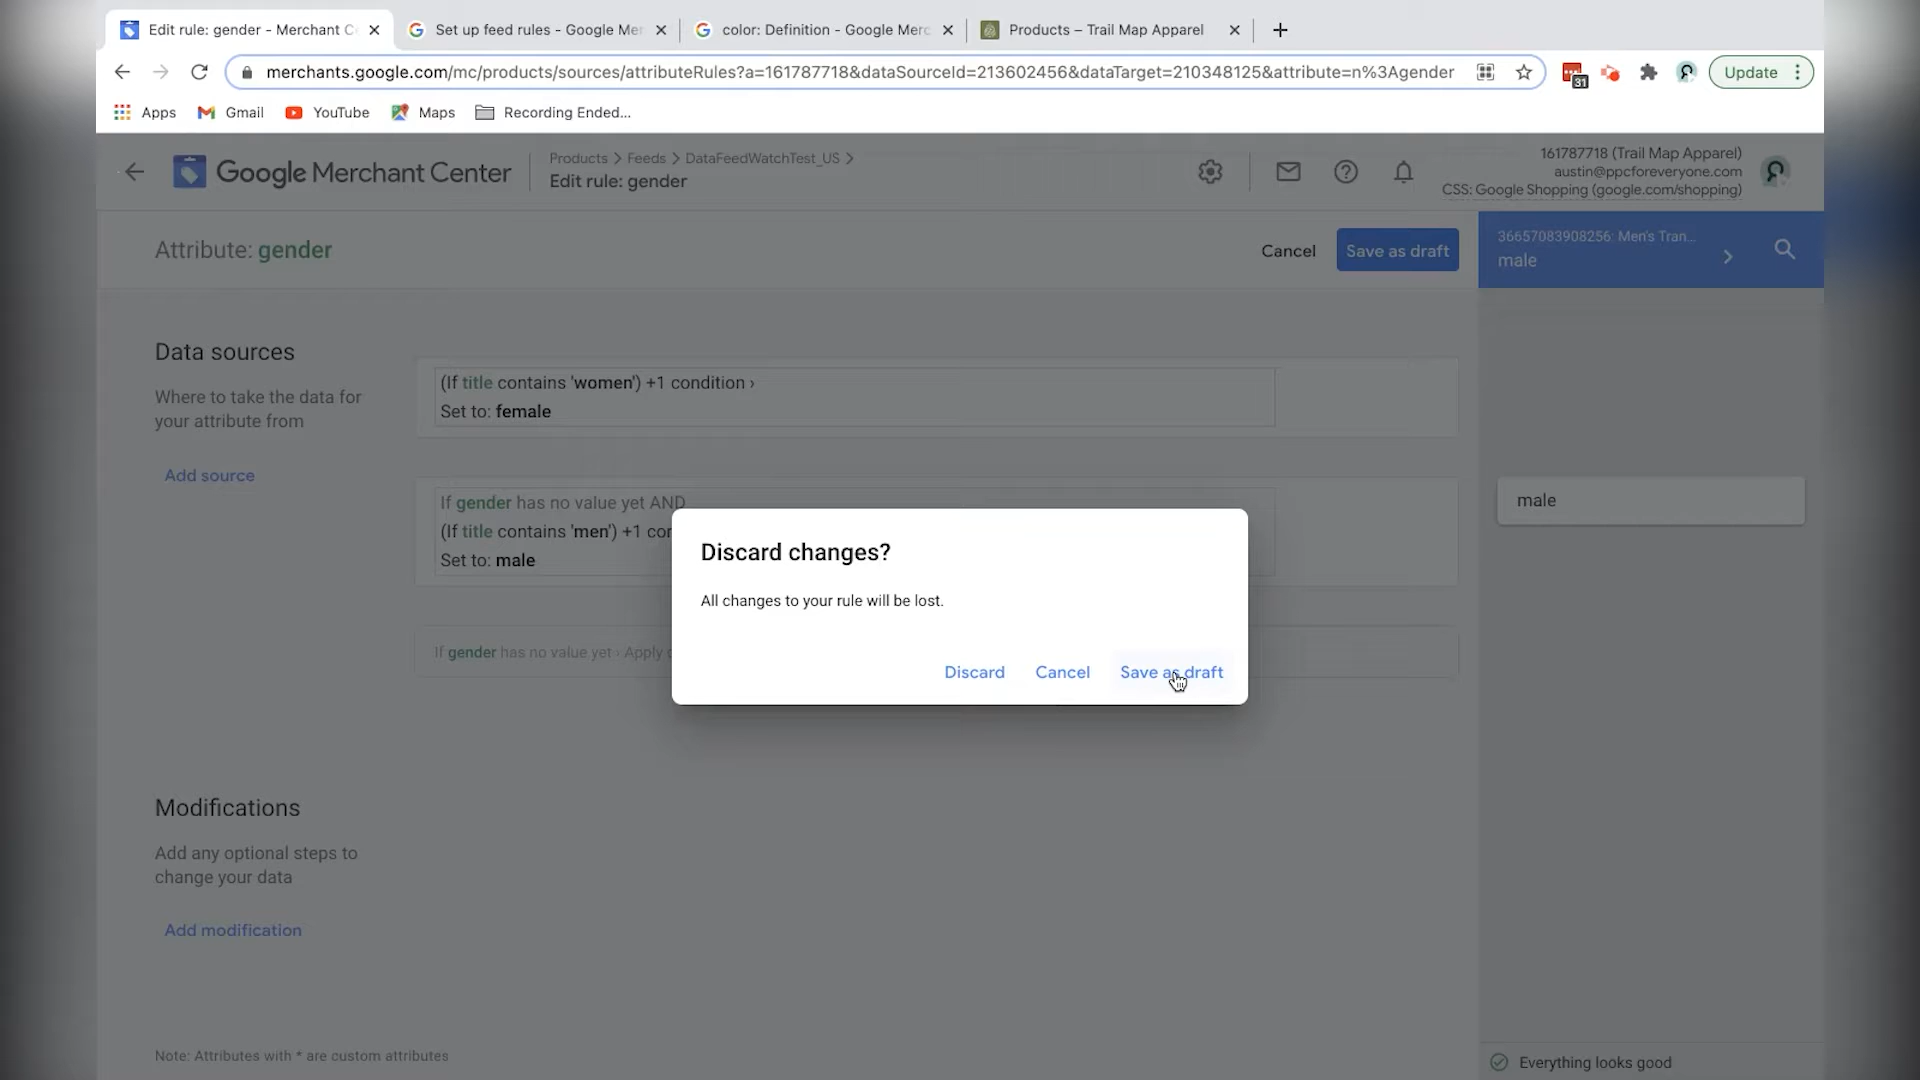 Edit rule: gender - Merchant C
Set up feed rules - Google Mer
color: Definition - Google Merc
Products – Trail Map Apparel
merchants.google.com/mc/products/sources/attributeRules?a=161787718&dataSourceId=213602456&dataTarget=210348125&attribute=n%3Agender
31
Update
Apps
Gmail
YouTube
Maps
Recording Ended...
Google Merchant Center
Products > Feeds > DataFeedWatchTest_US >
Edit rule: gender
161787718 (Trail Map Apparel)
austin@ppcforeveryone.com
CSS: Google Shopping (google.com/shopping)
Attribute: gender
Cancel
Save as draft
36657083908256: Men's Tran...
male
Data sources
Where to take the data for
your attribute from
Add source
(If title contains 'women') +1 condition ›
Set to: female
If gender has no value yet AND
(If title contains 'men') +1 con
Set to: male
If gender has no value yet › Apply
male
Discard changes?
All changes to your rule will be lost.
Discard
Cancel
Save as draft
Modifications
Add any optional steps to
change your data
Add modification
Note: Attributes with * are custom attributes
Everything looks good